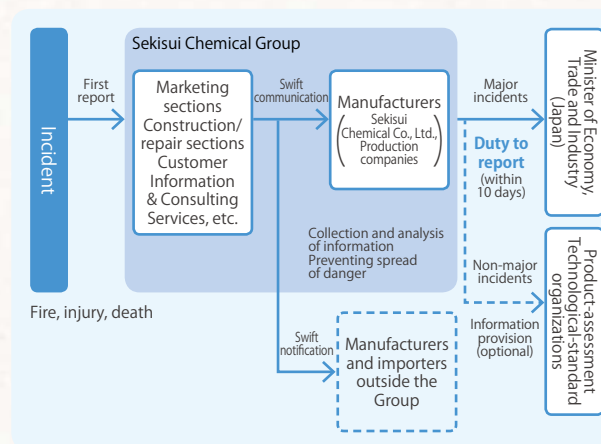 Sekisui Chemical Group
Incident
First
report
Marketing
sections
Construction/
repair sections
Customer
Information
& Consulting
Services, etc.
Swift
communication
Manufacturers
(Sekisui
Chemical Co., Ltd.,
Production
companies)
Major
incidents
Duty to
report
(within
10 days)
Minister of Economy,
Trade and Industry
(Japan)
Collection and analysis
of information
Preventing spread
of danger
Fire, injury, death
Swift
notification
Manufacturers
and importers
outside the
Group
Non-major
incidents
Information
provision
(optional)
Product-assessment
Technological-standard
organizations